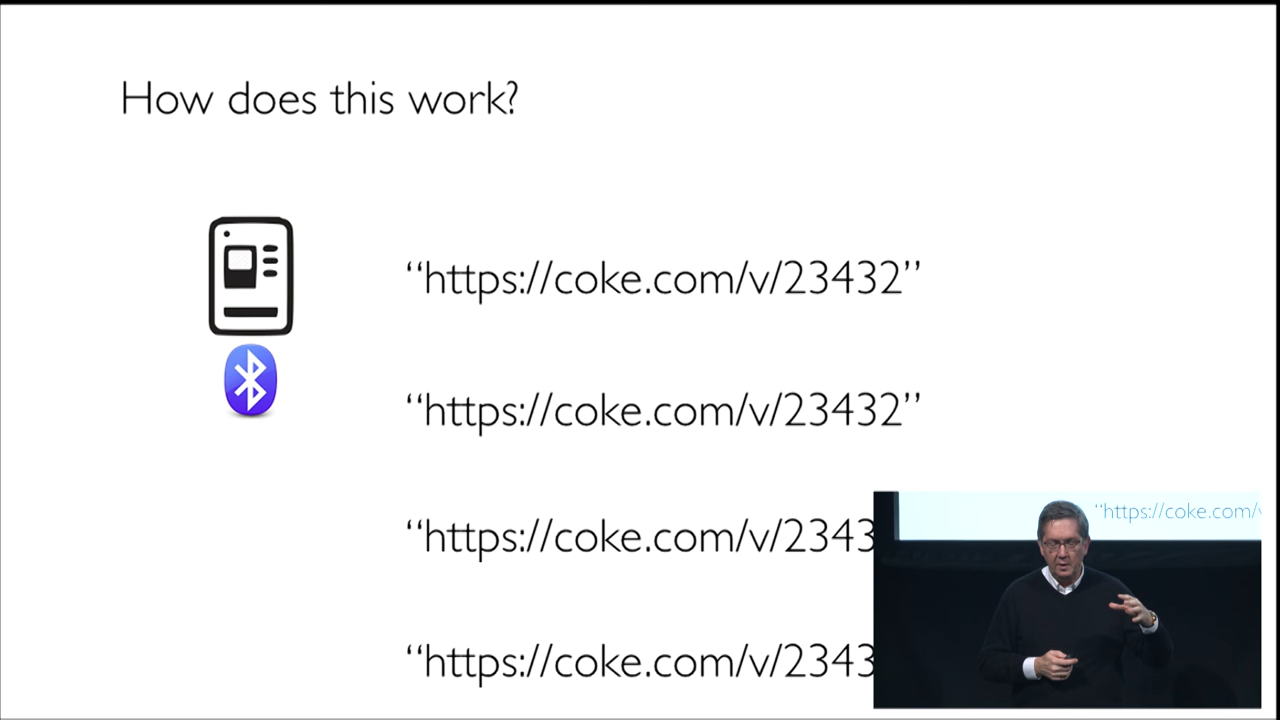 How does this work?
“https://coke.com/v/23432”
“https://coke.com/v/23432”
“https://coke.com/v/2343
“https://coke.com/v/2343
“https://coke.com/v